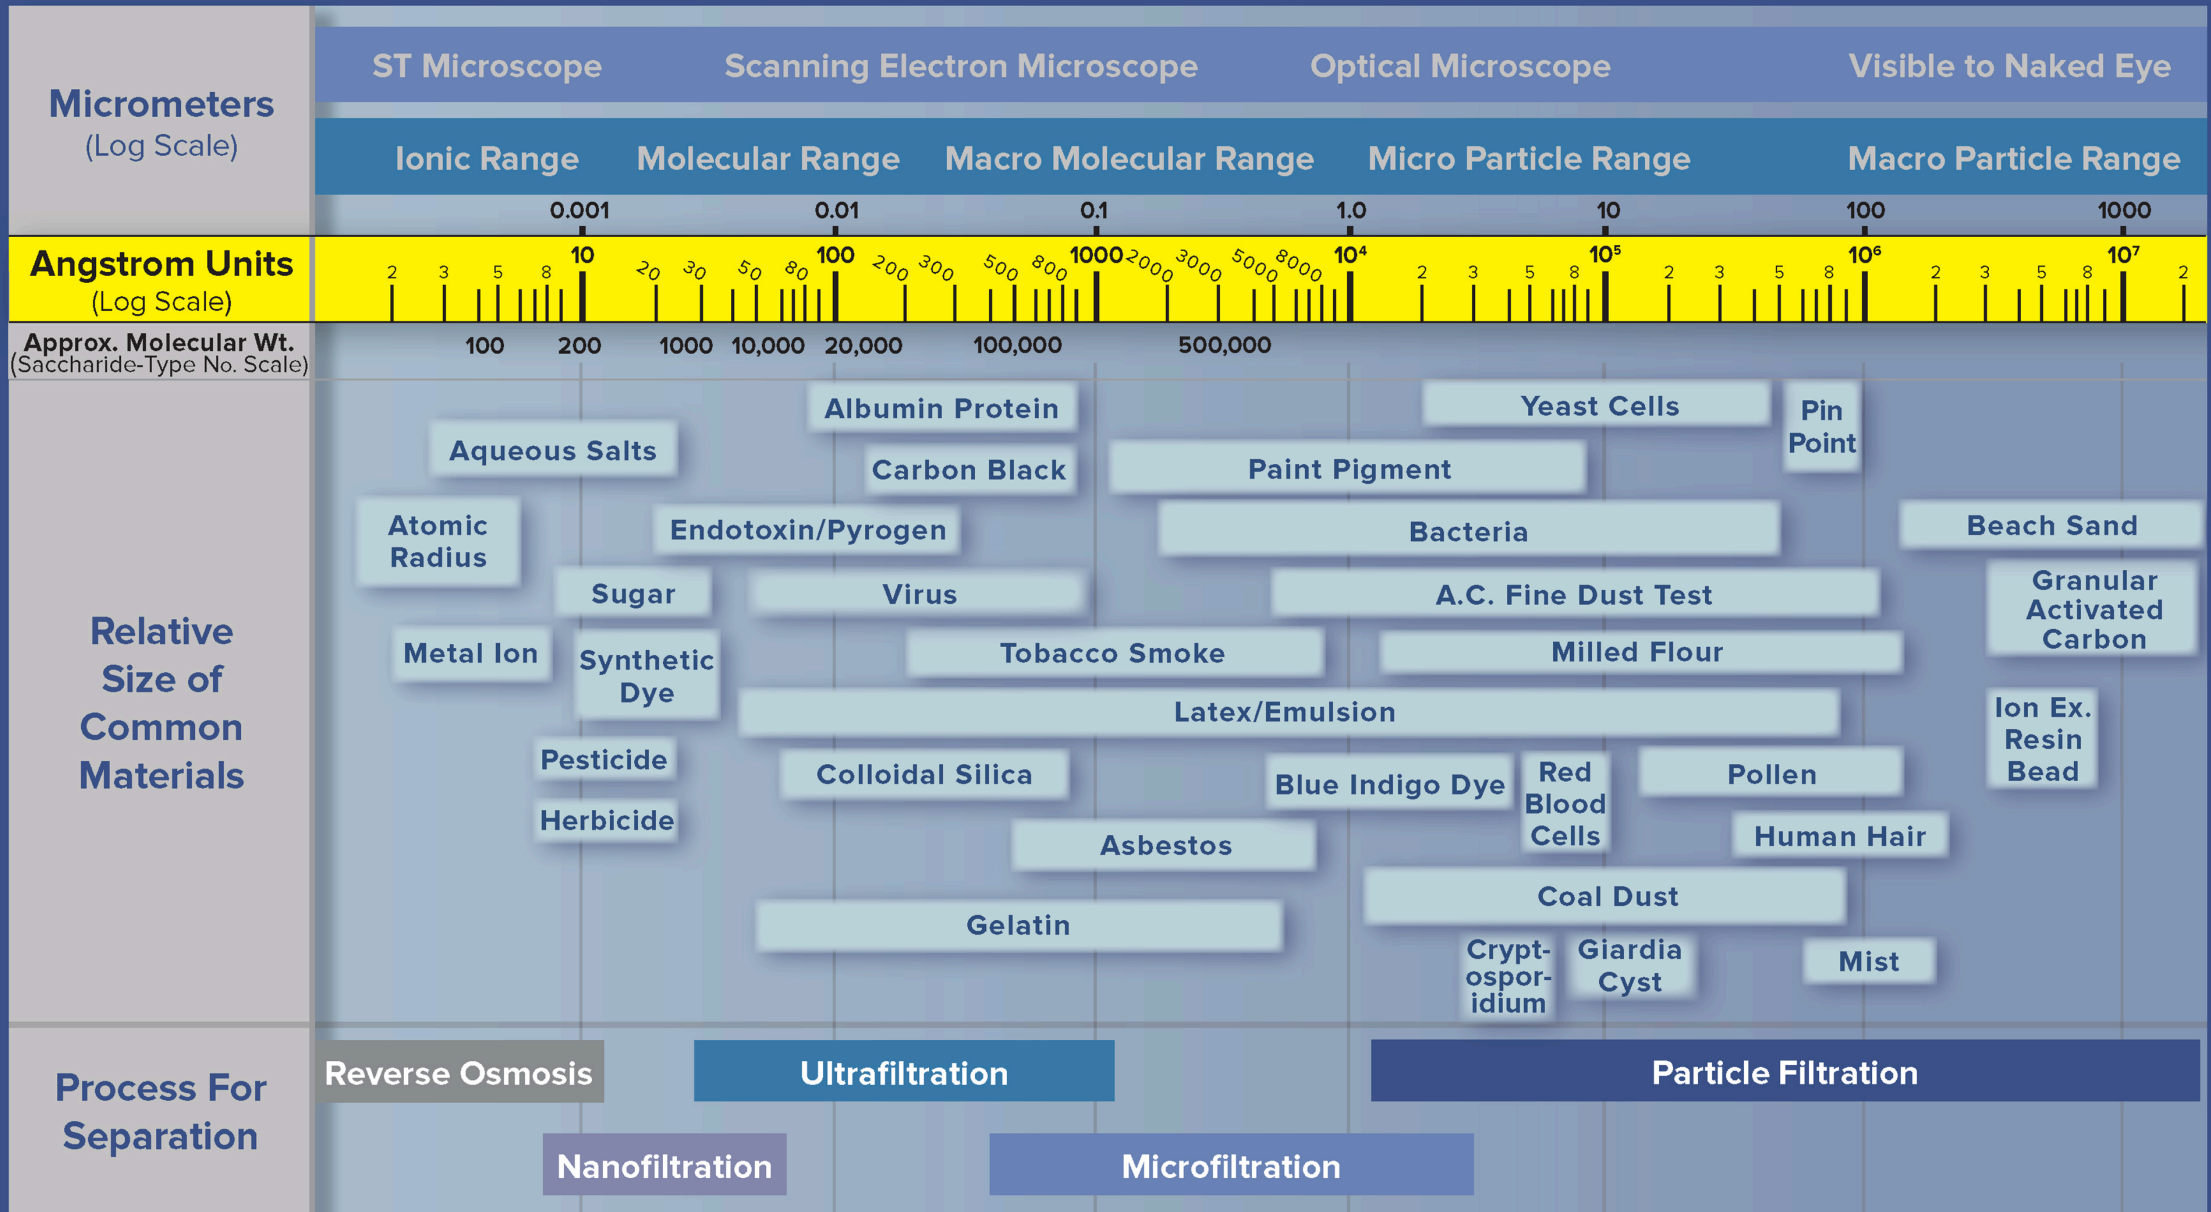 Micrometers
(Log Scale)
ST Microscope Scanning Electron Microscope Optical Microscope Visible to Naked Eye
Ionic Range Molecular Range Macro Molecular Range Micro Particle Range Macro Particle Range
0.001 0.01 0.1 1.0 10 100 1000
Angstrom Units
(Log Scale)
2 3 5 8 10 20 30 50 80 100 200 300 500 800 1000 2000 3000 5000 8000 10⁴ 2 3 5 8 10⁵ 2 3 5 8 10⁶ 2 3 5 8 10⁷ 2
Approx. Molecular Wt.
(Saccharide-Type No. Scale)
100 200 1000 10,000 20,000 100,000 500,000
Relative
Size of
Common
Materials
Albumin Protein
Yeast Cells
Pin
Point
Aqueous Salts
Carbon Black
Paint Pigment
Atomic
Radius
Endotoxin/Pyrogen
Bacteria
Beach Sand
Sugar
Virus
A.C. Fine Dust Test
Granular
Activated
Carbon
Metal Ion
Synthetic
Dye
Tobacco Smoke
Milled Flour
Latex/Emulsion
Ion Ex.
Resin
Bead
Pesticide
Colloidal Silica
Blue Indigo Dye
Red
Blood
Cells
Pollen
Herbicide
Asbestos
Human Hair
Coal Dust
Gelatin
Crypt-
ospor-
idium
Giardia
Cyst
Mist
Process For
Separation
Reverse Osmosis
Ultrafiltration
Particle Filtration
Nanofiltration
Microfiltration